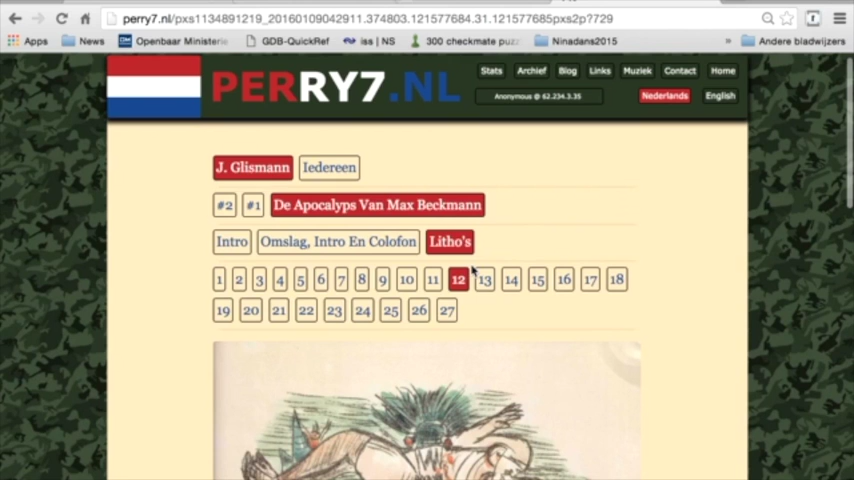 perry7.nl/pxs1134891219_20160109042911.374803.121577684.31.121577685pxs2p?729
Apps News Openbaar Ministerie GDB-QuickRef iss | NS 300 checkmate puz Ninadans2015 » Andere bladwijzers
PERRY7.NL
Stats Archief Blog Links Muziek Contact Home
Anonymous @ 62.234.3.35 Nederlands English
J. Glismann Iedereen
#2 #1 De Apocalyps Van Max Beckmann
Intro Omslag, Intro En Colofon Litho's
1 2 3 4 5 6 7 8 9 10 11 12 13 14 15 16 17 18
19 20 21 22 23 24 25 26 27